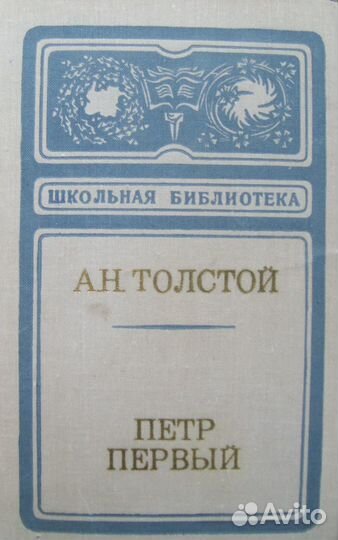 ШКОЛЬНАЯ БИБЛИОТЕКА
А.Н. ТОЛСТОЙ
ПЕТР
ПЕРВЫЙ
Avito